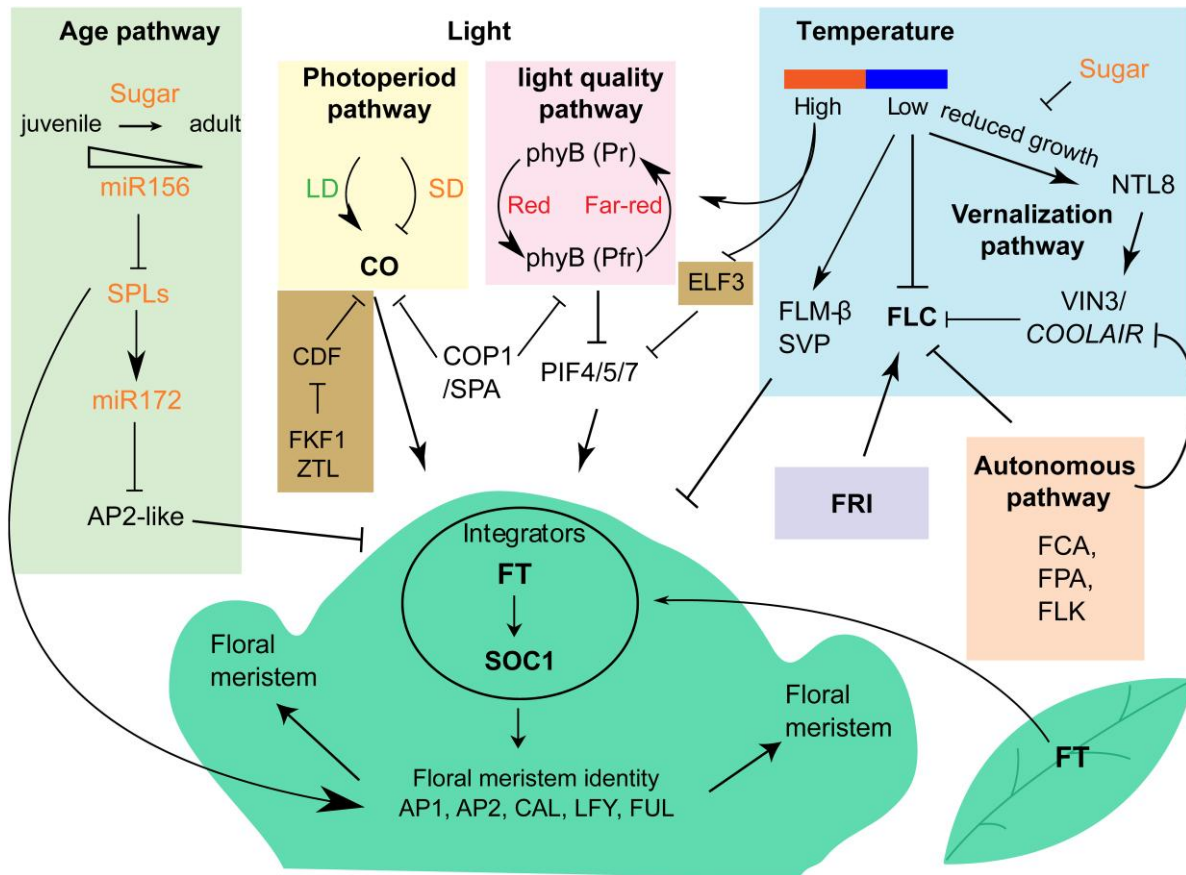 Age pathway
Sugar
juvenile adult
miR156
SPLs
miR172
AP2-like
Light
Photoperiod
pathway
LD SD
CO
CDF
FKF1
ZTL
light quality
pathway
phyB (Pr)
Red Far-red
phyB (Pfr)
COP1
/SPA
PIF4/5/7
ELF3
Temperature
High Low
Sugar
reduced growth
NTL8
Vernalization
pathway
VIN3/
COOLAIR
FLM-β
SVP
FLC
FRI
Autonomous
pathway
FCA,
FPA,
FLK
Integrators
FT
SOC1
Floral
meristem
Floral
meristem
Floral meristem identity
AP1, AP2, CAL, LFY, FUL
FT